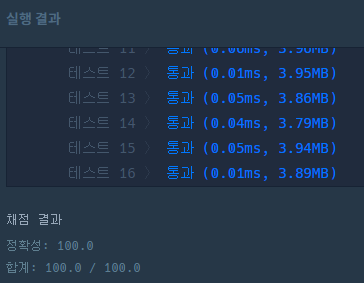 실행 결과
테스트 11 〉 통과 (0.06ms, 3.96MB)
테스트 12 〉 통과 (0.01ms, 3.95MB)
테스트 13 〉 통과 (0.05ms, 3.86MB)
테스트 14 〉 통과 (0.04ms, 3.79MB)
테스트 15 〉 통과 (0.05ms, 3.94MB)
테스트 16 〉 통과 (0.01ms, 3.89MB)
채점 결과
정확성: 100.0
합계: 100.0 / 100.0